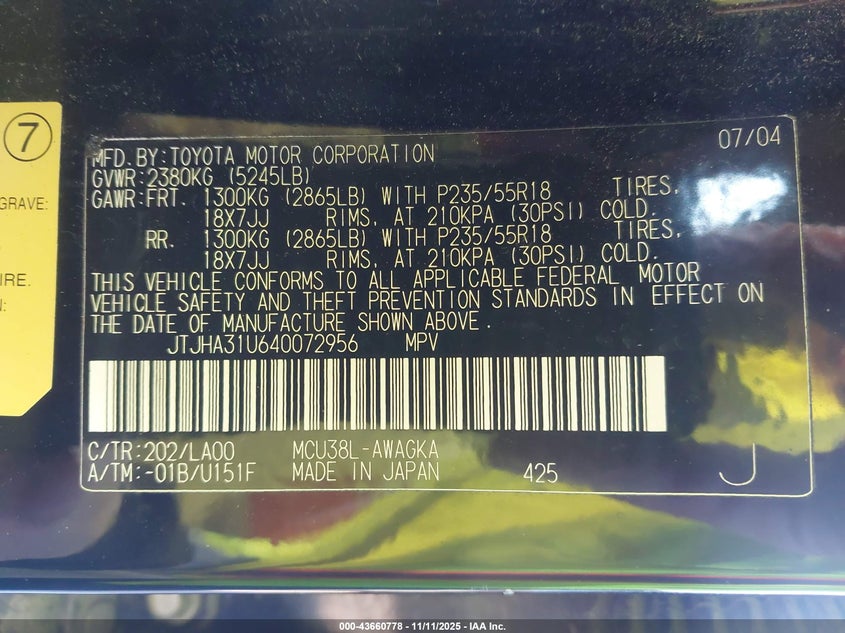 7
GRAVE:
IRE.
N:
07/04
MFD. BY: TOYOTA MOTOR CORPORATION
GVWR: 2380KG (5245LB)
GAWR: FRT. 1300KG (2865LB) WITH P235/55R18 TIRES,
18X7JJ RIMS, AT 210KPA (30PSI) COLD.
RR. 1300KG (2865LB) WITH P235/55R18 TIRES,
18X7JJ RIMS, AT 210KPA (30PSI) COLD.
THIS VEHICLE CONFORMS TO ALL APPLICABLE FEDERAL MOTOR
VEHICLE SAFETY AND THEFT PREVENTION STANDARDS IN EFFECT ON
THE DATE OF MANUFACTURE SHOWN ABOVE.
JTJHA31U640072956 MPV
C/TR: 202/LA00 MCU38L-AWAGKA
A/TM: -01B/U151F MADE IN JAPAN 425 J
000-43660778 - 11/11/2025 - IAA Inc.